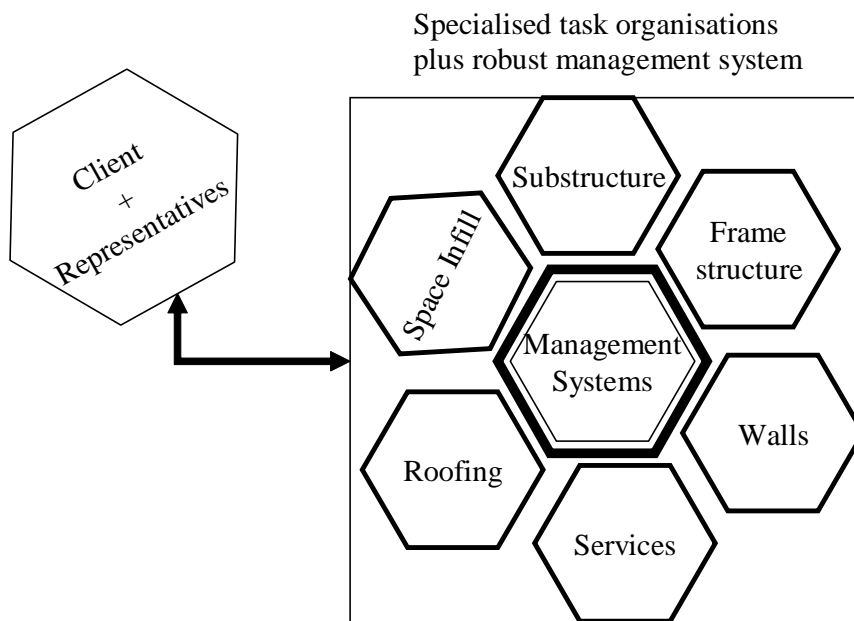 Specialised task organisations
plus robust management system
Client
+
Representatives
Substructure
Space Infill
Frame
structure
Management
Systems
Walls
Roofing
Services